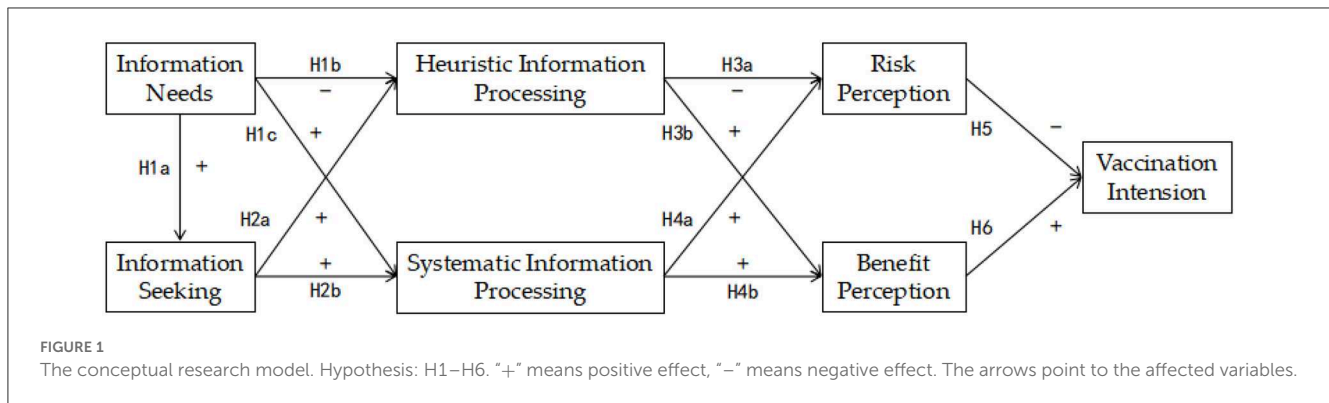 Information
Needs
H1b
−
Heuristic Information
Processing
H3a
−
Risk
Perception
H1c
+
H3b
+
H5
−
H1a
+
Vaccination
Intension
H2a
+
H4a
+
H6
+
Information
Seeking
+
H2b
Systematic Information
Processing
+
H4b
Benefit
Perception
FIGURE 1
The conceptual research model. Hypothesis: H1–H6. "+" means positive effect, "−" means negative effect. The arrows point to the affected variables.